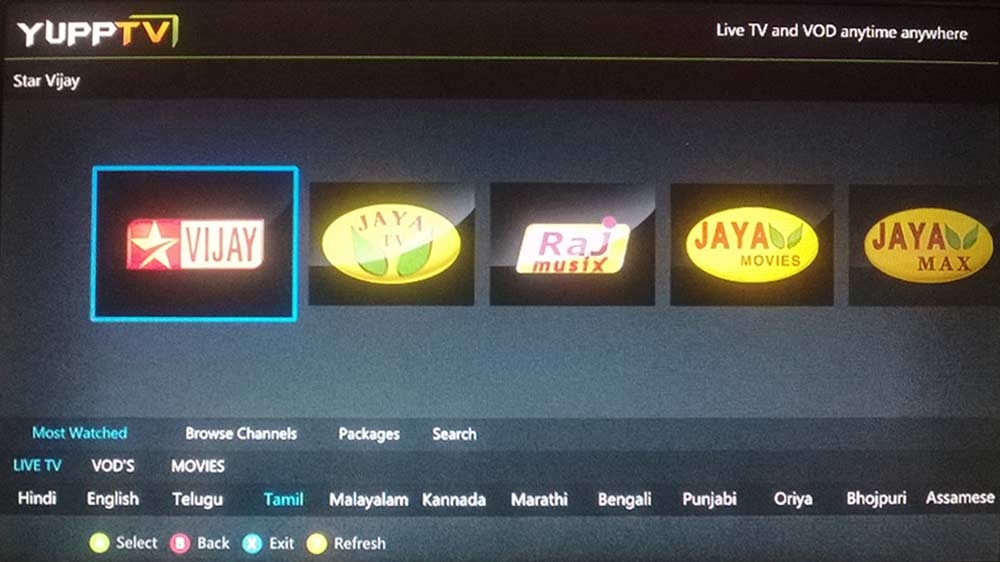 YUPPTV Live TV and VOD anytime anywhere
Star Vijay
VIJAY
JAYA
TV
Raj
musix
JAYA
MOVIES
JAYA
MAX
Most Watched Browse Channels Packages Search
LIVE TV VOD'S MOVIES
Hindi English Telugu Tamil Malayalam Kannada Marathi Bengali Punjabi Oriya Bhojpuri Assamese
A Select B Back X Exit Y Refresh